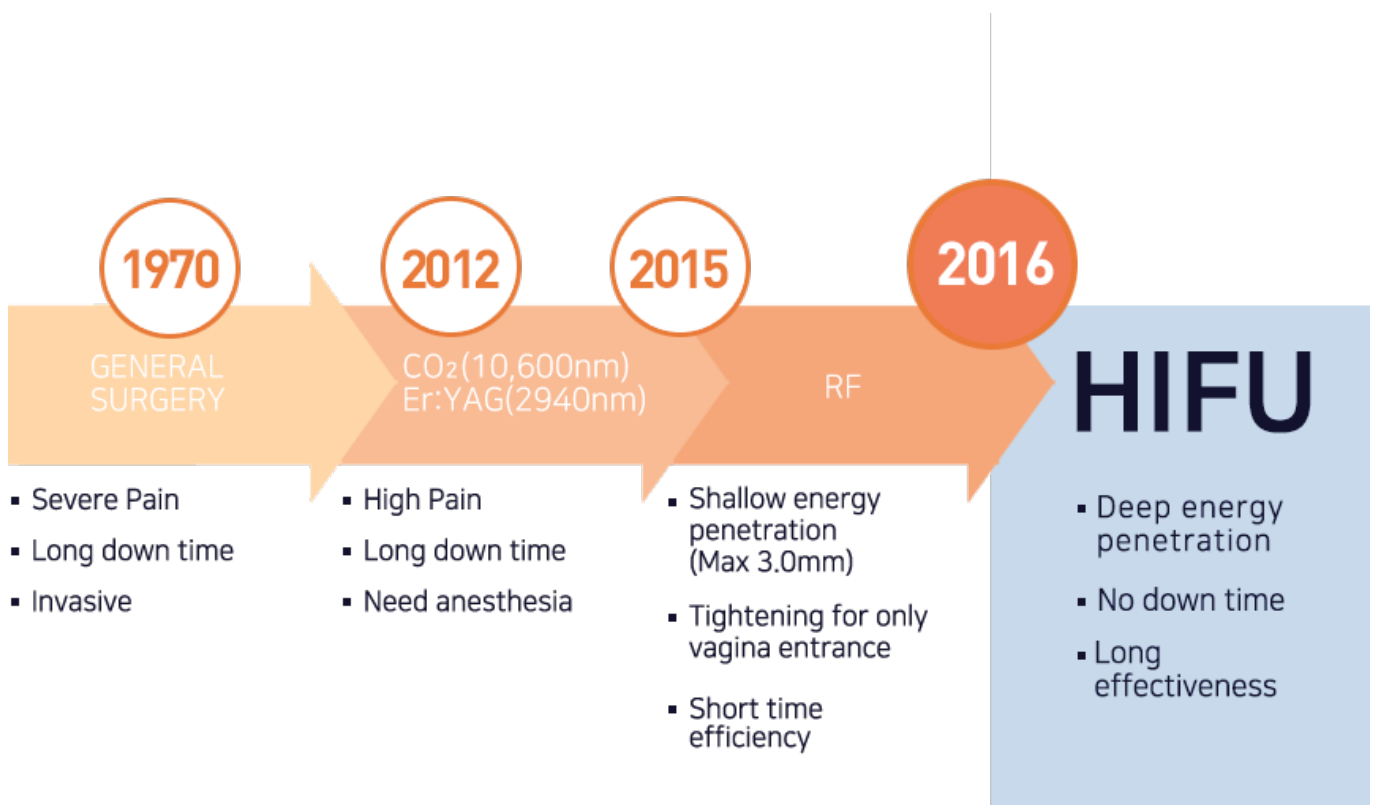 1970
GENERAL
SURGERY
▪ Severe Pain
▪ Long down time
▪ Invasive
2012
CO₂(10,600nm)
Er:YAG(2940nm)
▪ High Pain
▪ Long down time
▪ Need anesthesia
2015
RF
▪ Shallow energy
penetration
(Max 3.0mm)
▪ Tightening for only
vagina entrance
▪ Short time
efficiency
2016
HIFU
▪ Deep energy
penetration
▪ No down time
▪ Long
effectiveness